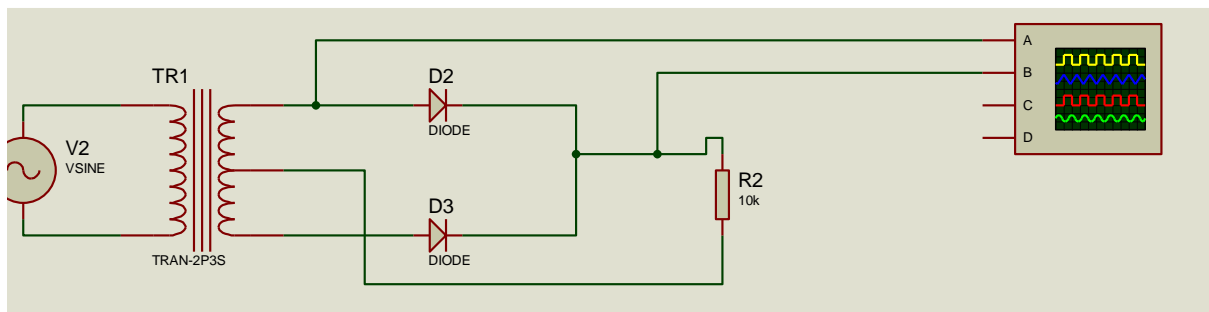 TR1
TRAN-2P3S
V2
VSINE
D2
DIODE
D3
DIODE
R2
10k
A
B
C
D